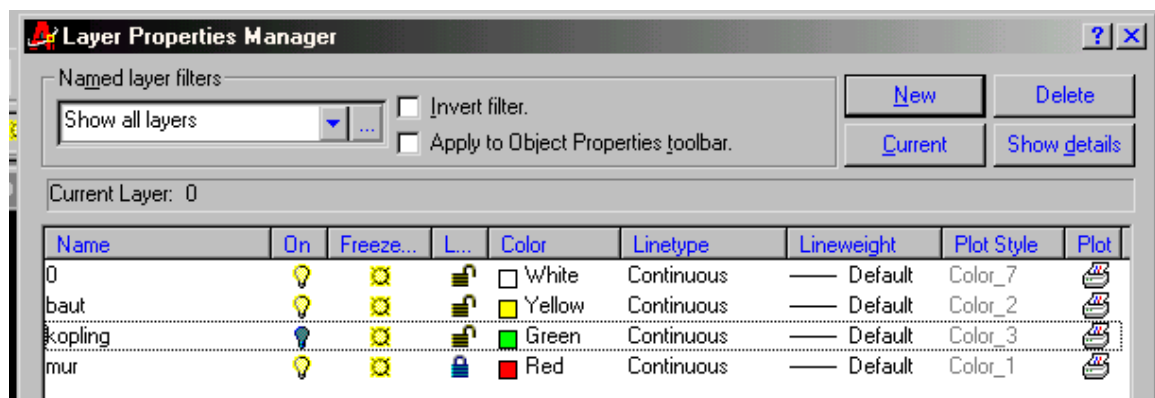 Layer Properties Manager ? ×
Named layer filters
Show all layers ... Invert filter. New Delete
Apply to Object Properties toolbar. Current Show details
Current Layer: 0
Name On Freeze... L... Color Linetype Lineweight Plot Style Plot
0 White Continuous Default Color_7
baut Yellow Continuous Default Color_2
kopling Green Continuous Default Color_3
mur Red Continuous Default Color_1